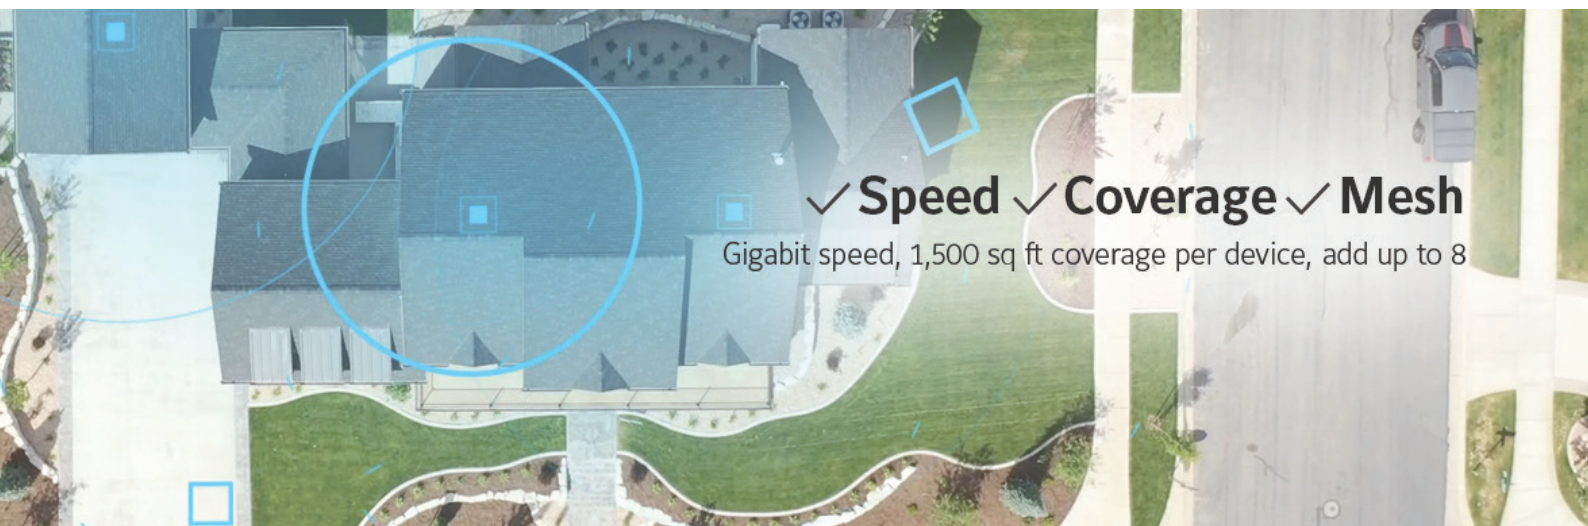 ✓ Speed ✓ Coverage ✓ Mesh
Gigabit speed, 1,500 sq ft coverage per device, add up to 8